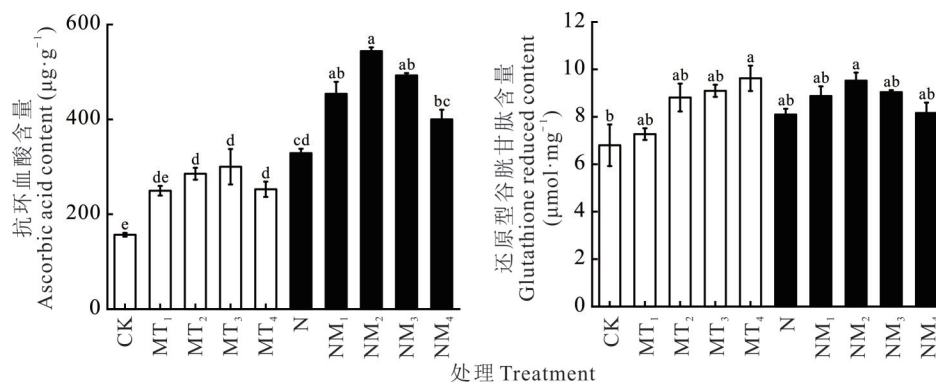 抗环血酸含量
Ascorbic acid content (μg·g⁻¹)
600
400
200
0
e
de
d
d
d
cd
ab
a
ab
bc
CK
MT₁
MT₂
MT₃
MT₄
N
NM₁
NM₂
NM₃
NM₄
还原型谷胱甘肽含量
Glutathione reduced content
(μmol·mg⁻¹)
12
10
8
6
4
2
0
b
ab
ab
ab
a
ab
ab
a
ab
ab
CK
MT₁
MT₂
MT₃
MT₄
N
NM₁
NM₂
NM₃
NM₄
处理 Treatment